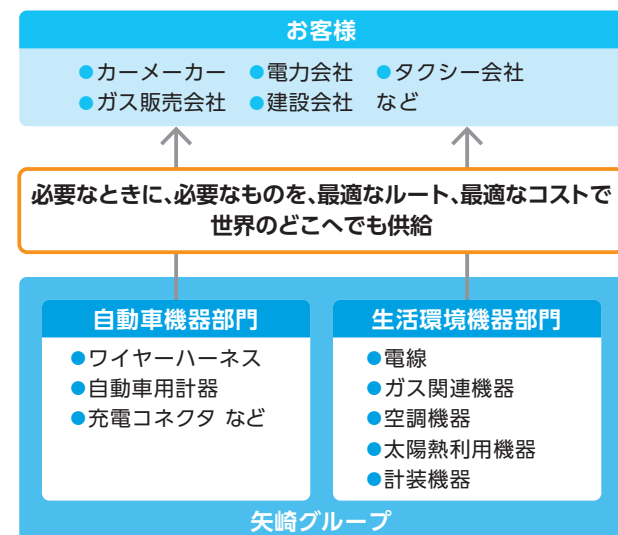 お客様
●カーメーカー ●電力会社 ●タクシー会社
●ガス販売会社 ●建設会社 など
必要なときに、必要なものを、最適なルート、最適なコストで
世界のどこへでも供給
自動車機器部門
●ワイヤーハーネス
●自動車用計器
●充電コネクタ など
生活環境機器部門
●電線
●ガス関連機器
●空調機器
●太陽熱利用機器
●計装機器
矢崎グループ